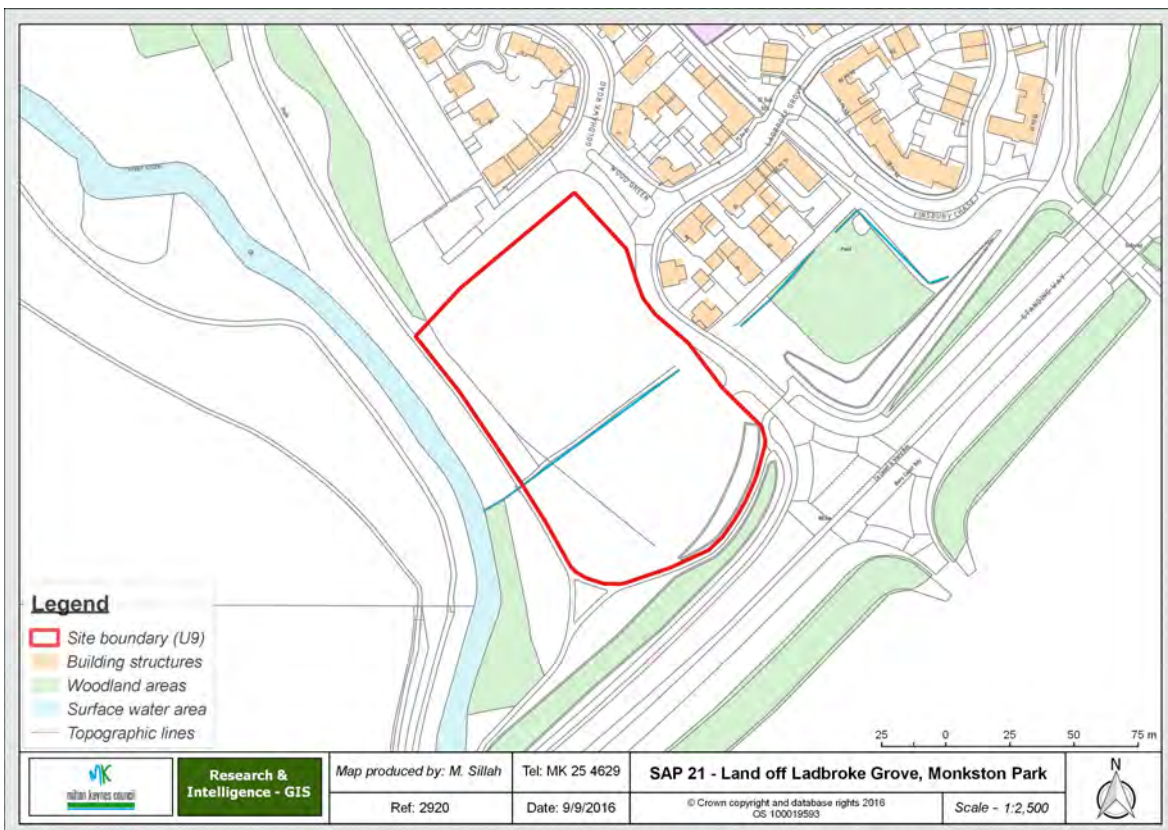 GOLDHAWK ROAD
LADBROKE GROVE
WOOD GREEN
FINSBURY CHASE
STANDING WAY
Pond
Path
Legend
Site boundary (U9)
Building structures
Woodland areas
Surface water area
Topographic lines
25 0 25 50 75 m
MK
milton keynes council
Research &
Intelligence - GIS
Map produced by: M. Sillah
Tel: MK 25 4629
SAP 21 - Land off Ladbroke Grove, Monkston Park
Ref: 2920
Date: 9/9/2016
© Crown copyright and database rights 2016
OS 100019593
Scale - 1:2,500
N